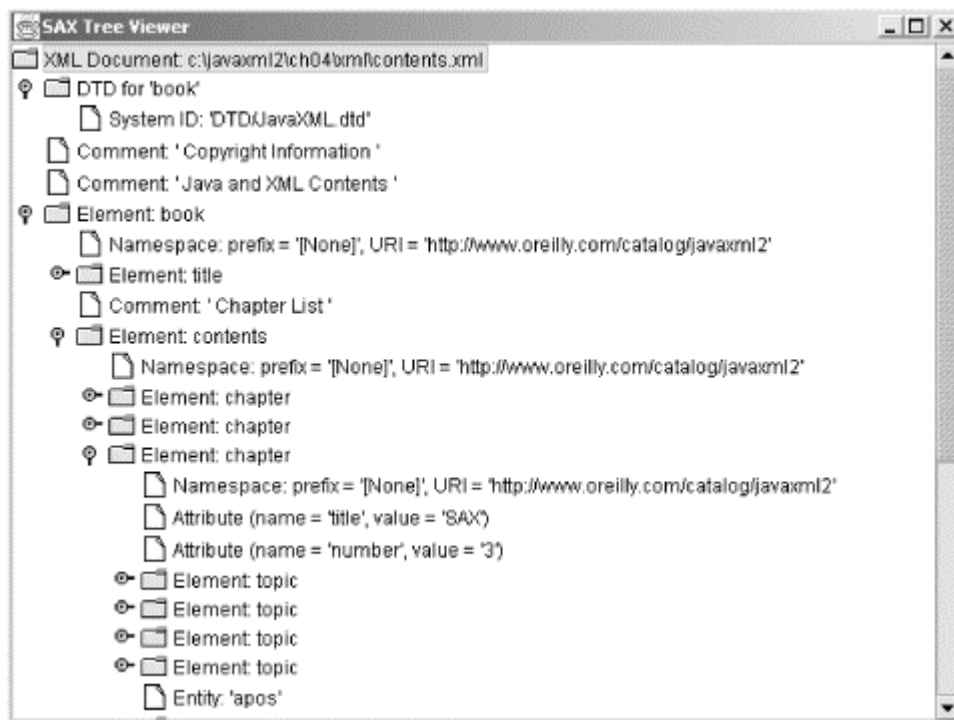 SAX Tree Viewer
XML Document: c:\javaxml2\ch04\xml\contents.xml
DTD for 'book'
System ID: 'DTD/JavaXML.dtd'
Comment: ' Copyright Information '
Comment: ' Java and XML Contents '
Element: book
Namespace: prefix = '[None]', URI = 'http://www.oreilly.com/catalog/javaxml2'
Element: title
Comment: ' Chapter List '
Element: contents
Namespace: prefix = '[None]', URI = 'http://www.oreilly.com/catalog/javaxml2'
Element: chapter
Element: chapter
Element: chapter
Namespace: prefix = '[None]', URI = 'http://www.oreilly.com/catalog/javaxml2'
Attribute (name = 'title', value = 'SAX')
Attribute (name = 'number', value = '3')
Element: topic
Element: topic
Element: topic
Element: topic
Entity: 'apos'